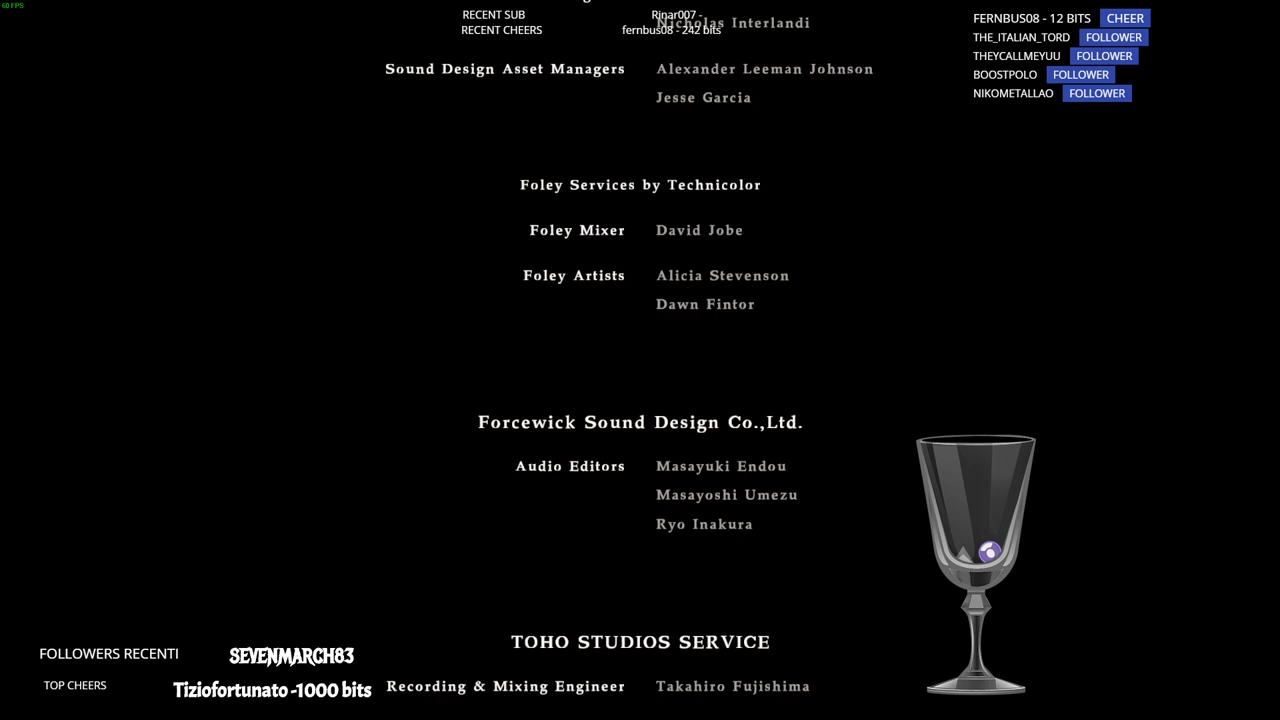 60 FPS
RECENT SUB Rinar007 -
RECENT CHEERS fernbus08 - 242 bits
FERNBUS08 - 12 BITS CHEER
THE_ITALIAN_TORD FOLLOWER
THEYCALLMEYUU FOLLOWER
BOOSTPOLO FOLLOWER
NIKOMETALLAO FOLLOWER
Nicholas Interlandi
Sound Design Asset Managers Alexander Leeman Johnson
Jesse Garcia
Foley Services by Technicolor
Foley Mixer David Jobe
Foley Artists Alicia Stevenson
Dawn Fintor
Forcewick Sound Design Co.,Ltd.
Audio Editors Masayuki Endou
Masayoshi Umezu
Ryo Inakura
TOHO STUDIOS SERVICE
Recording & Mixing Engineer Takahiro Fujishima
FOLLOWERS RECENTI SEVENMARCH83
TOP CHEERS Tiziofortunato -1000 bits